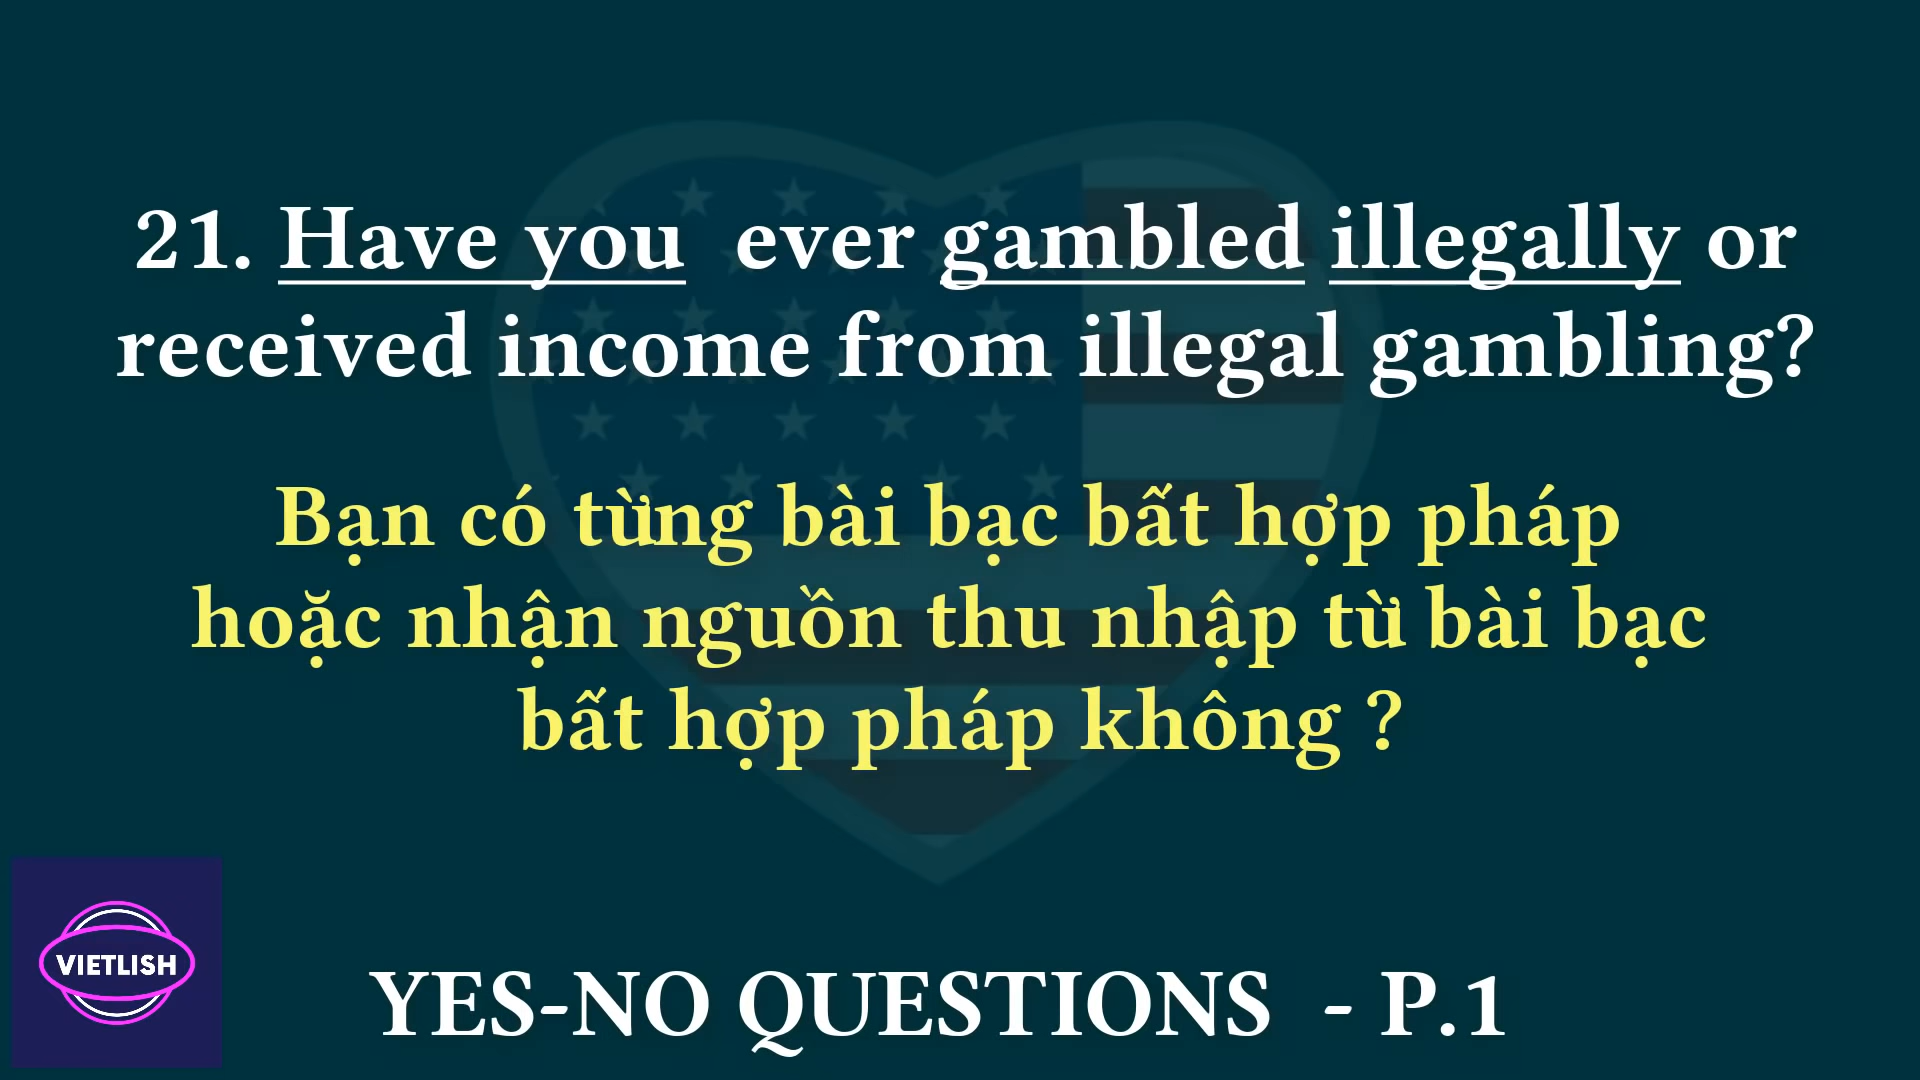 21. Have you ever gambled illegally or
received income from illegal gambling?
Bạn có từng bài bạc bất hợp pháp
hoặc nhận nguồn thu nhập từ bài bạc
bất hợp pháp không ?
VIETLISH
YES-NO QUESTIONS - P.1